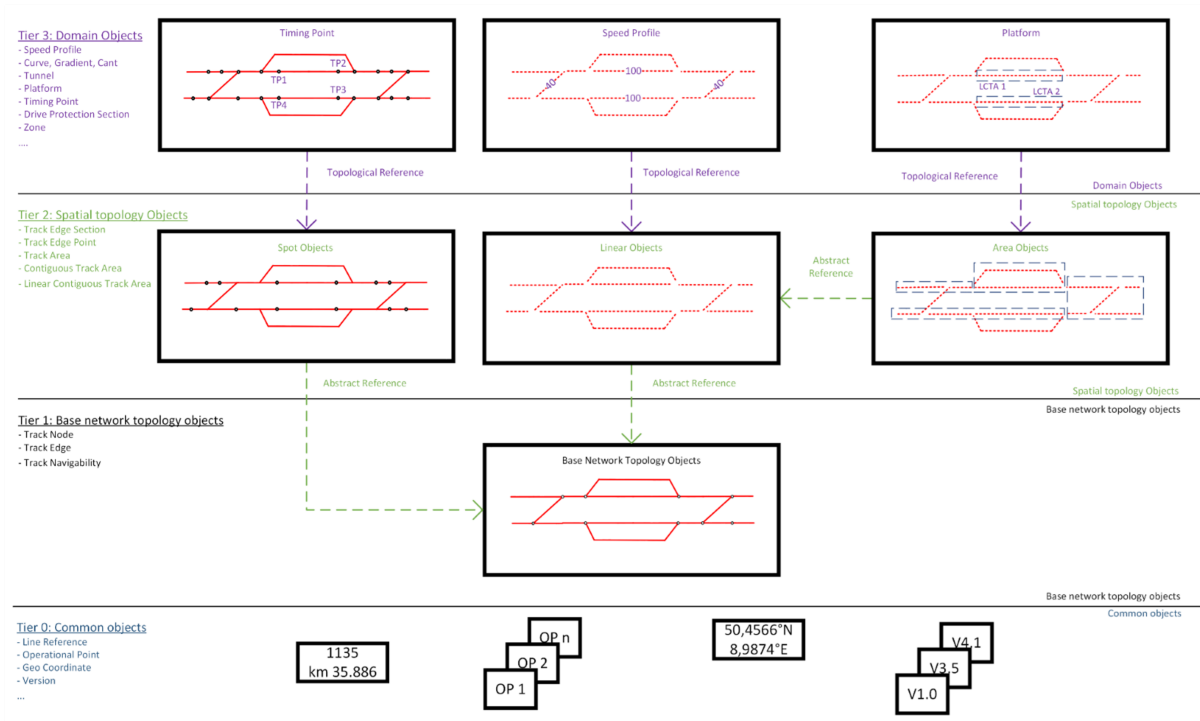 Tier 3: Domain Objects
- Speed Profile
- Curve, Gradient, Cant
- Tunnel
- Platform
- Timing Point
- Drive Protection Section
- Zone
....
Timing Point
TP2
TP1
TP3
TP4
Speed Profile
100
40
40
100
Platform
LCTA 1
LCTA 2
Topological Reference
Topological Reference
Topological Reference
Domain Objects
Spatial topology Objects
Tier 2: Spatial topology Objects
- Track Edge Section
- Track Edge Point
- Track Area
- Contiguous Track Area
- Linear Contiguous Track Area
Spot Objects
Linear Objects
Abstract
Reference
Area Objects
Abstract Reference
Abstract Reference
Spatial topology Objects
Base network topology objects
Tier 1: Base network topology objects
- Track Node
- Track Edge
- Track Navigability
Base Network Topology Objects
Base network topology objects
Common objects
Tier 0: Common objects
- Line Reference
- Operational Point
- Geo Coordinate
- Version
...
1135
km 35.886
OP n
OP 2
OP 1
50,4566°N
8,9874°E
V4.1
V3.5
V1.0